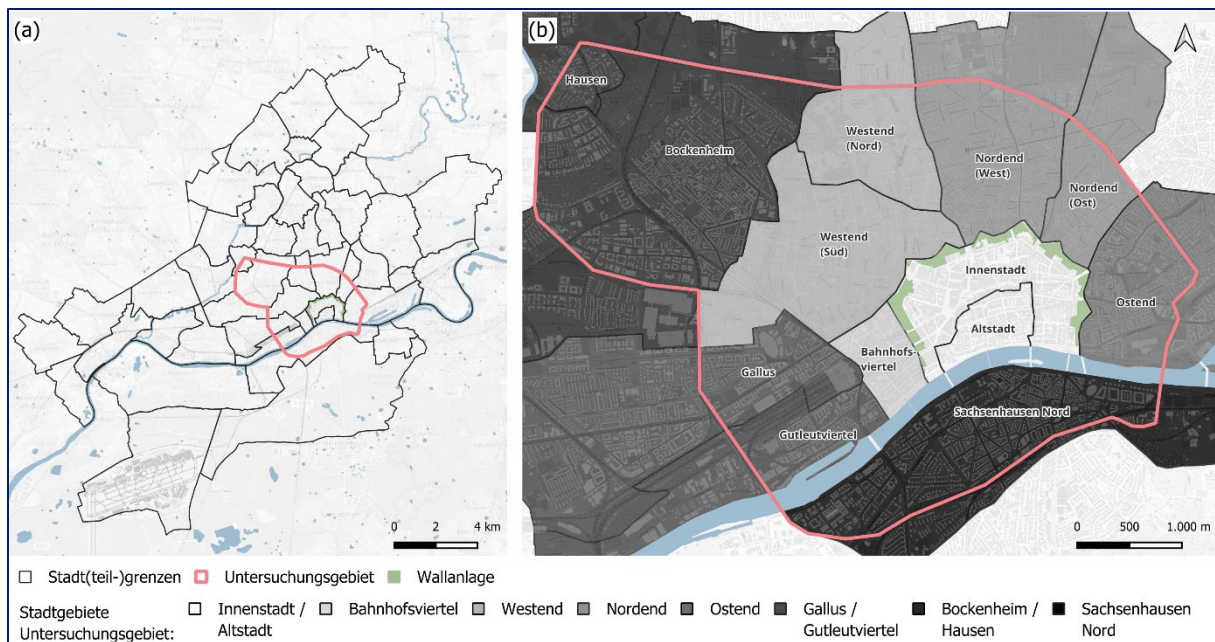 (a)
(b)
Hausen
Bockenheim
Westend
(Nord)
Nordend
(West)
Nordend
(Ost)
Westend
(Süd)
Innenstadt
Ostend
Altstadt
Bahnhofs-
viertel
Gallus
Sachsenhausen Nord
Gutleutviertel
0 2 4 km
0 500 1.000 m
Stadt(teil-)grenzen Untersuchungsgebiet Wallanlage
Stadtgebiete
Untersuchungsgebiet:
Innenstadt /
Altstadt
Bahnhofsviertel
Westend
Nordend
Ostend
Gallus /
Gutleutviertel
Bockenheim /
Hausen
Sachsenhausen
Nord